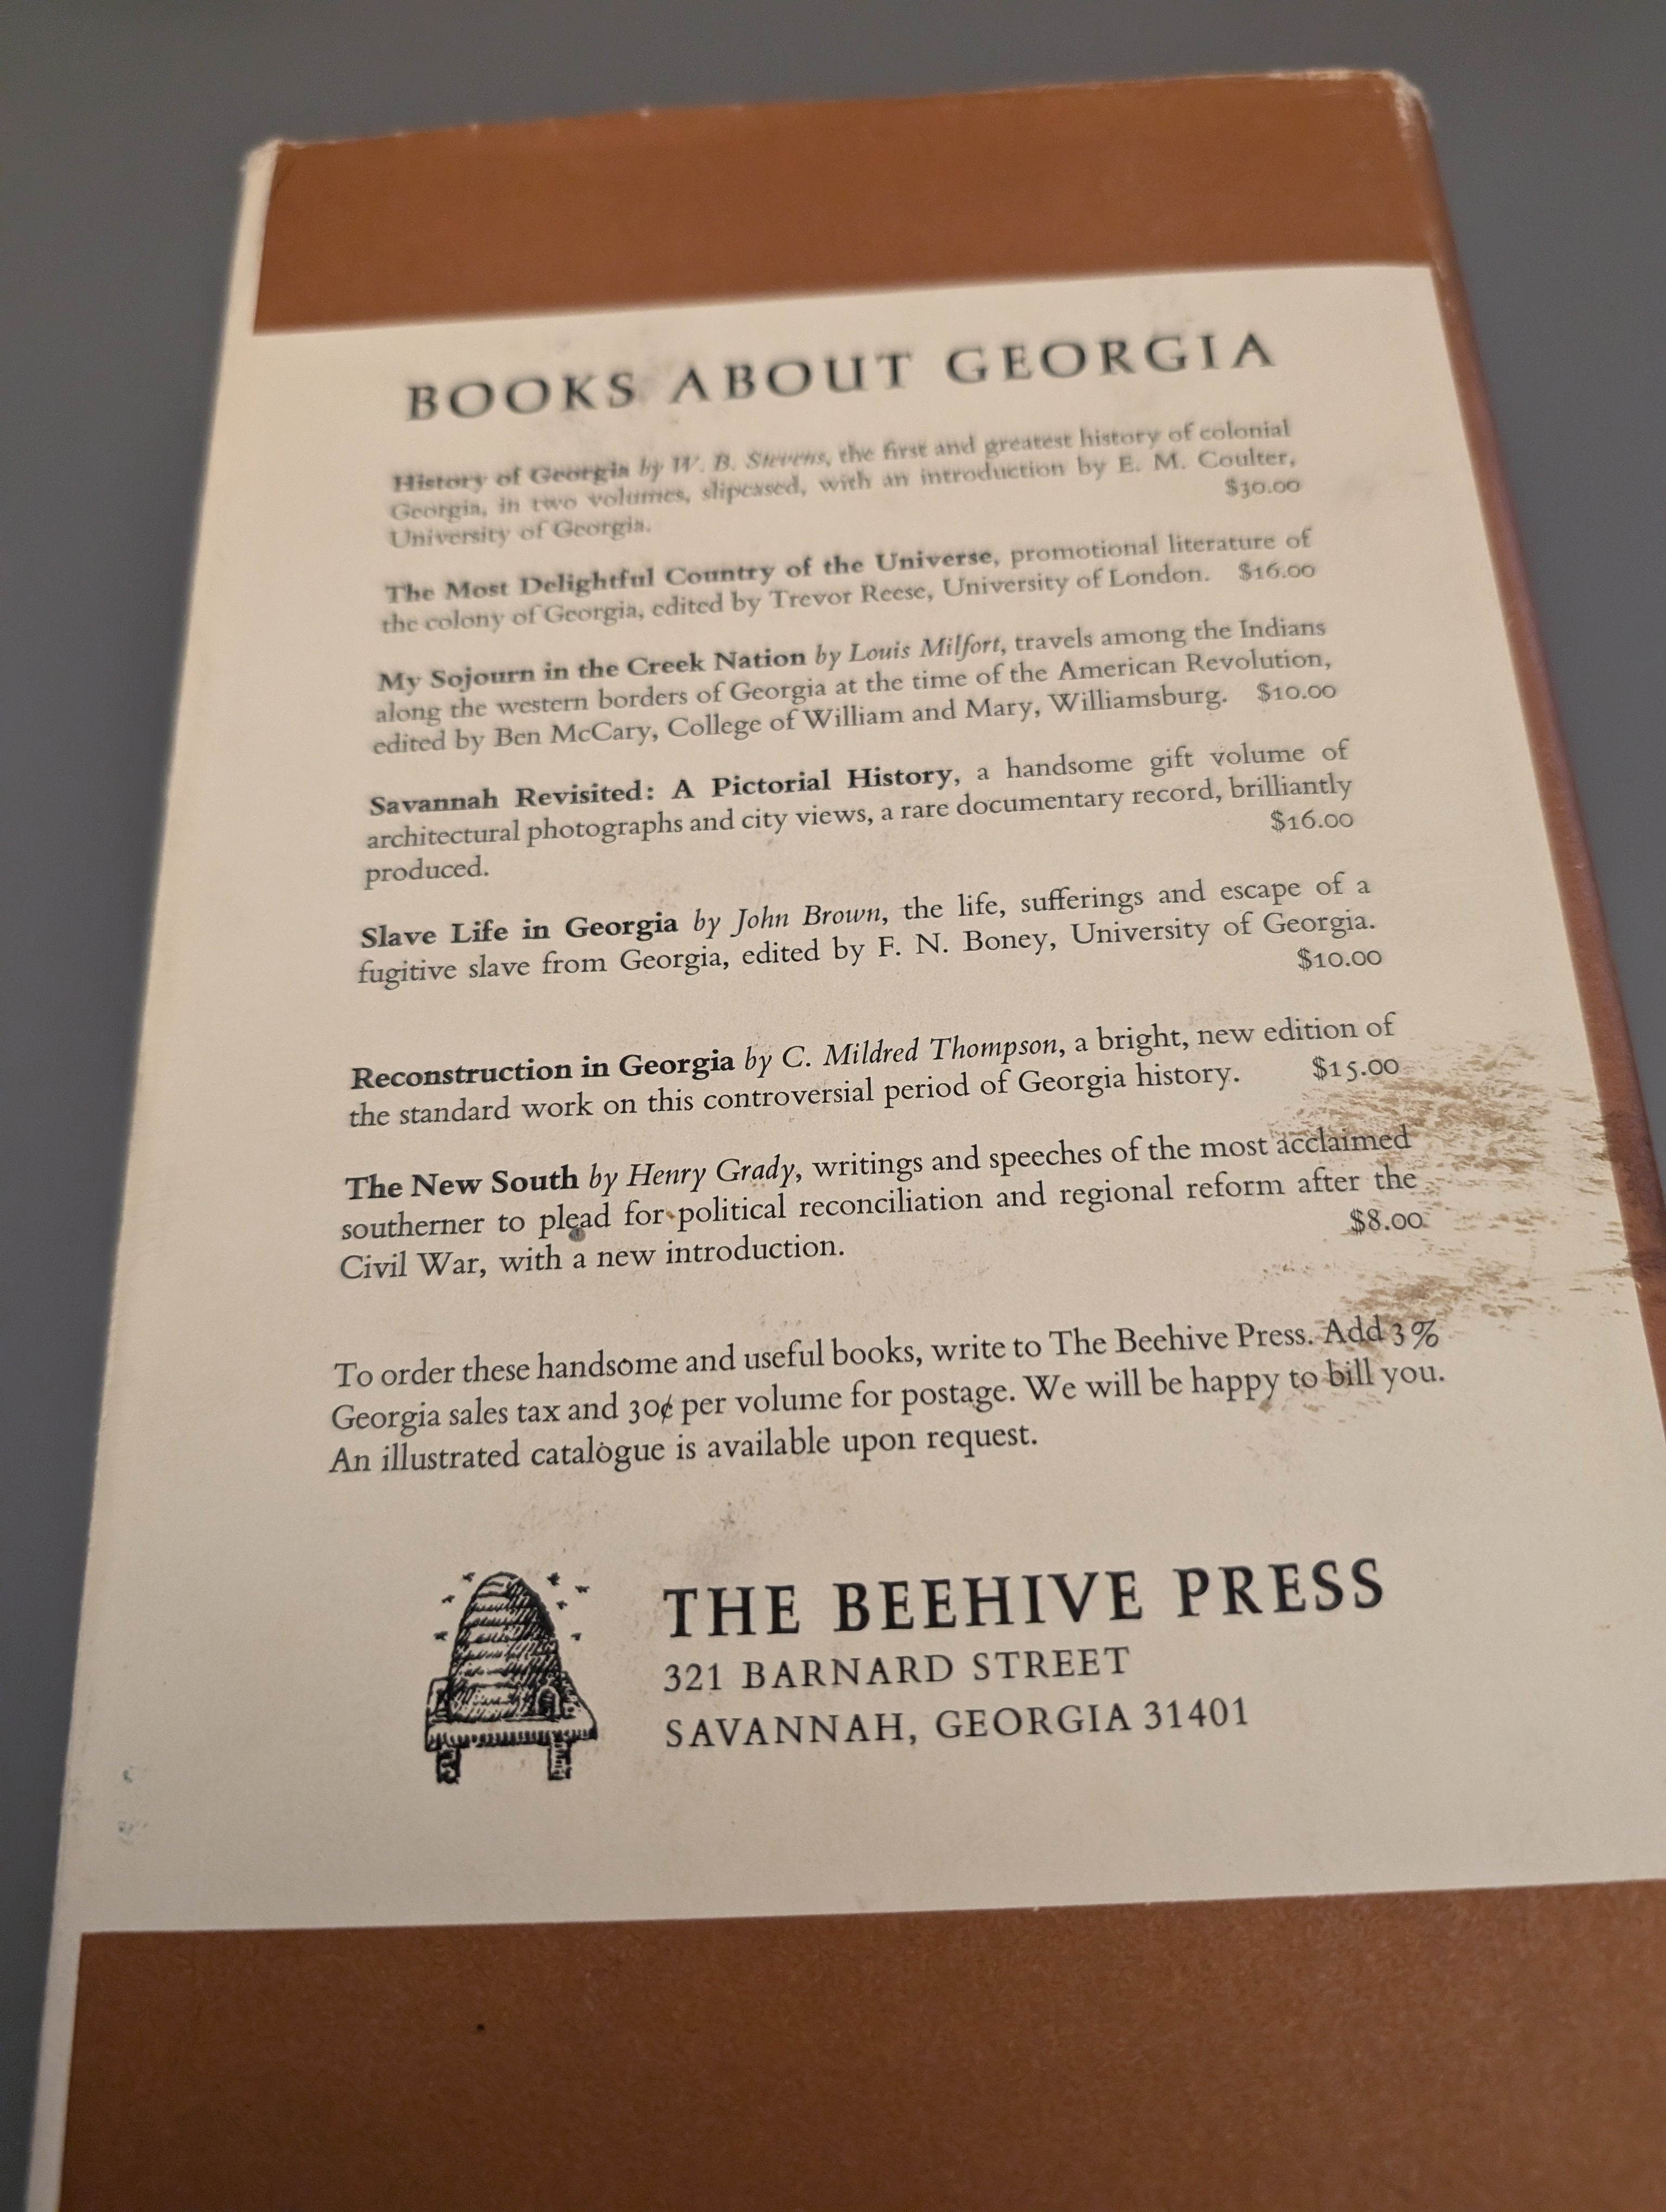 BOOKS ABOUT GEORGIA
History of Georgia by W. B. Stevens, the first and greatest history of colonial
Georgia, in two volumes, slipcased, with an introduction by E. M. Coulter,
University of Georgia. $30.00
The Most Delightful Country of the Universe, promotional literature of
the colony of Georgia, edited by Trevor Reese, University of London. $16.00
My Sojourn in the Creek Nation by Louis Milfort, travels among the Indians
along the western borders of Georgia at the time of the American Revolution,
edited by Ben McCary, College of William and Mary, Williamsburg. $10.00
Savannah Revisited: A Pictorial History, a handsome gift volume of
architectural photographs and city views, a rare documentary record, brilliantly
produced. $16.00
Slave Life in Georgia by John Brown, the life, sufferings and escape of a
fugitive slave from Georgia, edited by F. N. Boney, University of Georgia.
$10.00
Reconstruction in Georgia by C. Mildred Thompson, a bright, new edition of
the standard work on this controversial period of Georgia history. $15.00
The New South by Henry Grady, writings and speeches of the most acclaimed
southerner to plead for political reconciliation and regional reform after the
Civil War, with a new introduction. $8.00
To order these handsome and useful books, write to The Beehive Press. Add 3%
Georgia sales tax and 30¢ per volume for postage. We will be happy to bill you.
An illustrated catalogue is available upon request.
THE BEEHIVE PRESS
321 BARNARD STREET
SAVANNAH, GEORGIA 31401